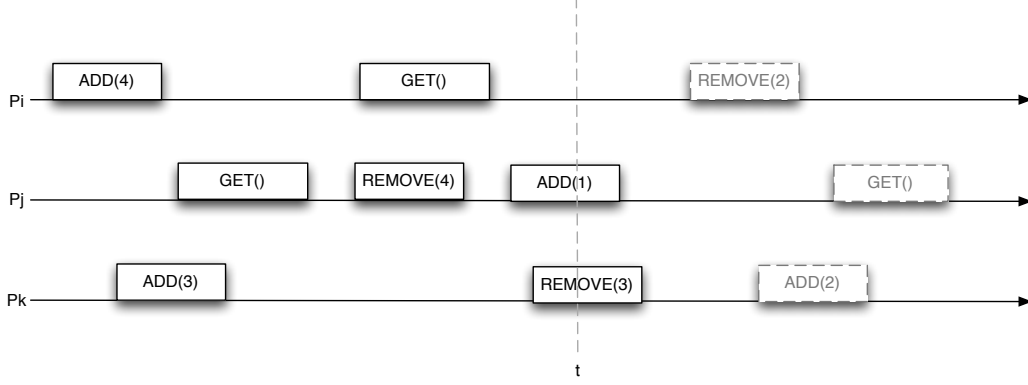 ADD(4) GET() REMOVE(2)
Pi
GET() REMOVE(4) ADD(1) GET()
Pj
ADD(3) REMOVE(3) ADD(2)
Pk
t